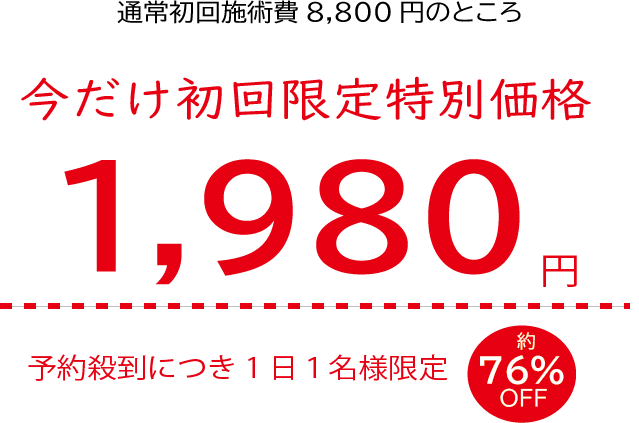 通常初回施術費 8,800 円のところ
今だけ初回限定特別価格
1,980 円
予約殺到につき 1 日 1 名様限定
約
76%
OFF